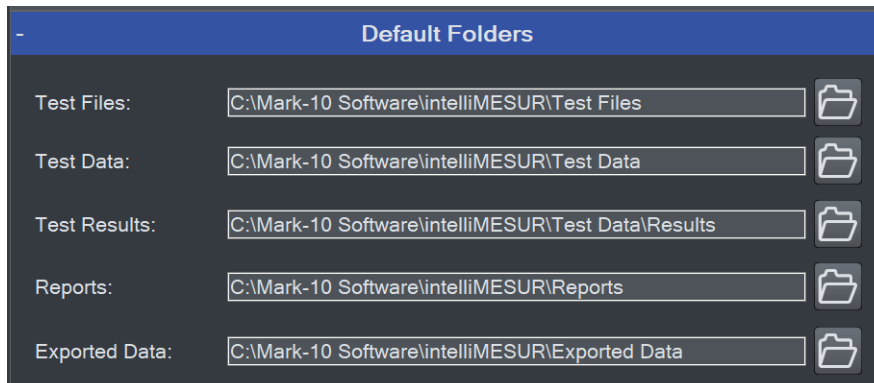 - Default Folders
Test Files: C:\Mark-10 Software\intelliMESUR\Test Files
Test Data: C:\Mark-10 Software\intelliMESUR\Test Data
Test Results: C:\Mark-10 Software\intelliMESUR\Test Data\Results
Reports: C:\Mark-10 Software\intelliMESUR\Reports
Exported Data: C:\Mark-10 Software\intelliMESUR\Exported Data